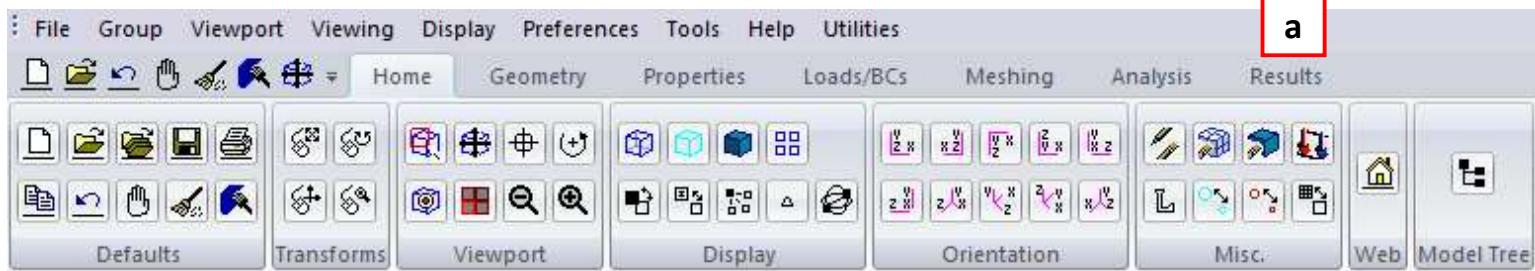 a
File Group Viewport Viewing Display Preferences Tools Help Utilities
Home Geometry Properties Loads/BCs Meshing Analysis Results
Defaults Transforms Viewport Display Orientation Misc. Web Model Tree